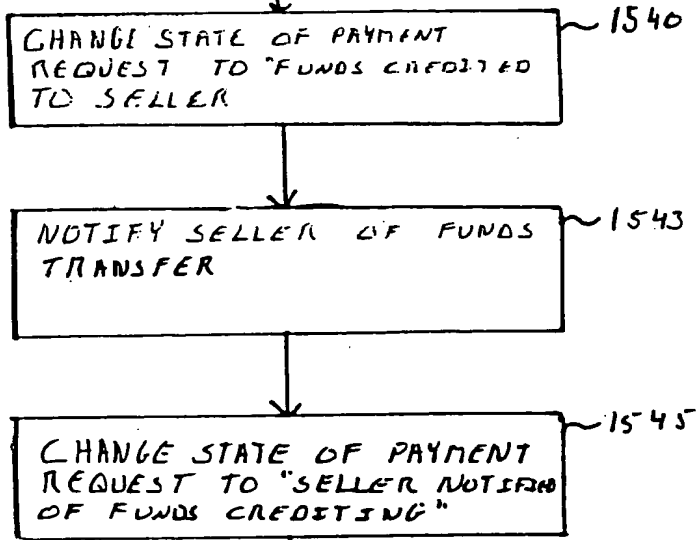 1540
CHANGE STATE OF PAYMENT
REQUEST TO "FUNDS CREDITED
TO SELLER
1543
NOTIFY SELLER OF FUNDS
TRANSFER
1545
CHANGE STATE OF PAYMENT
REQUEST TO "SELLER NOTIFIED
OF FUNDS CREDITING"